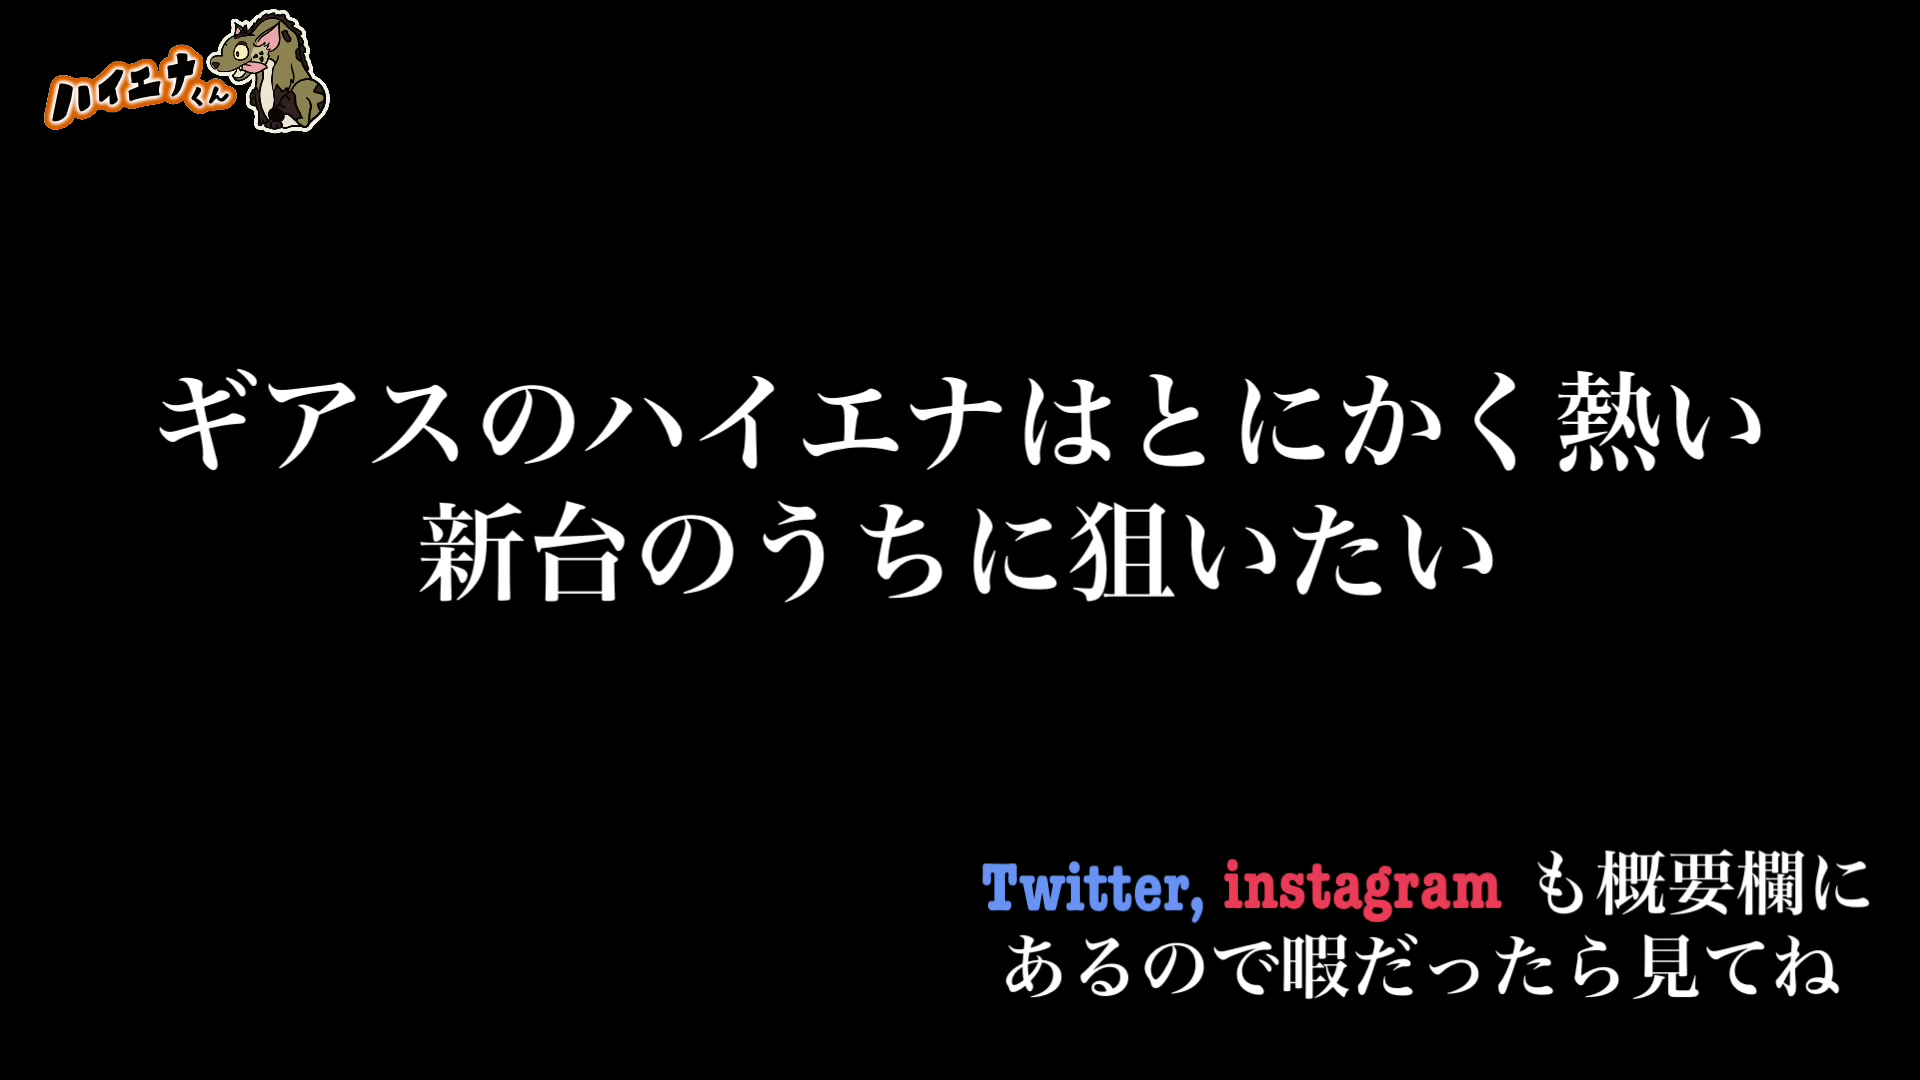 ハイエナくん
ギアスのハイエナはとにかく熱い
新台のうちに狙いたい
Twitter, instagram も概要欄に
あるので暇だったら見てね